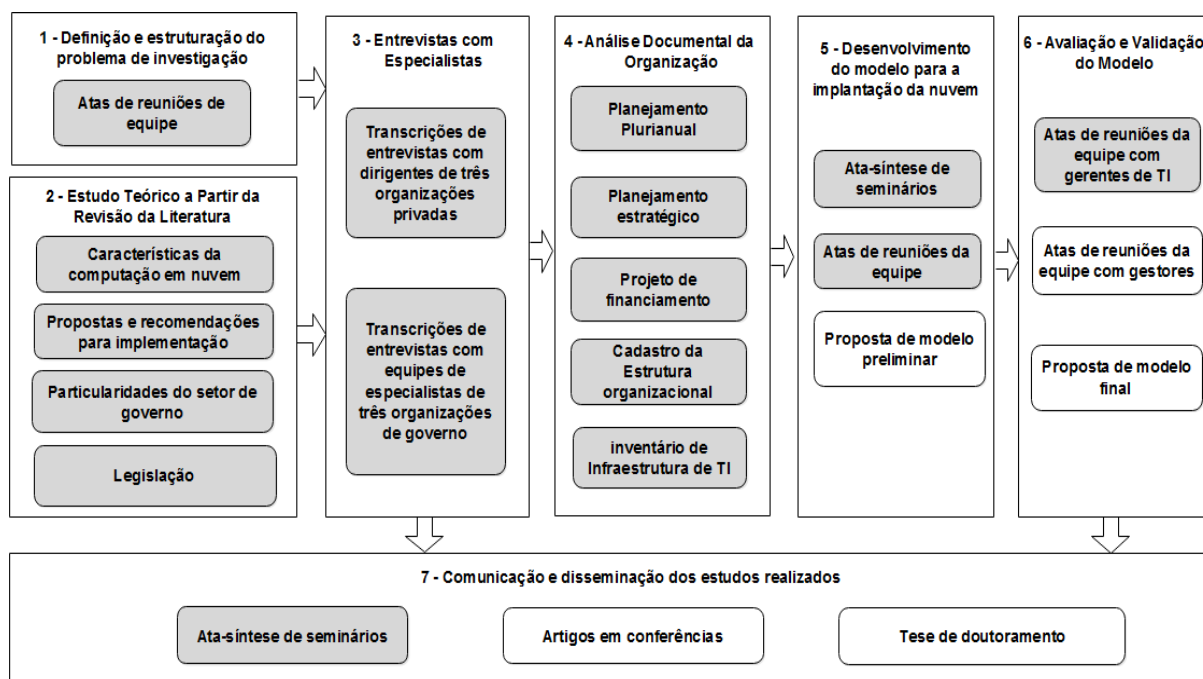 1 - Definição e estruturação do
problema de investigação
Atas de reuniões de
equipe
2 - Estudo Teórico a Partir da
Revisão da Literatura
Características da
computação em nuvem
Propostas e recomendações
para implementação
Particularidades do setor de
governo
Legislação
3 - Entrevistas com
Especialistas
Transcrições de
entrevistas com
dirigentes de três
organizações
privadas
Transcrições de
entrevistas com
equipes de
especialistas de
três organizações
de governo
4 - Análise Documental da
Organização
Planejamento
Plurianual
Planejamento
estratégico
Projeto de
financiamento
Cadastro da
Estrutura
organizacional
inventário de
Infraestrutura de TI
5 - Desenvolvimento
do modelo para a
implantação da nuvem
Ata-síntese de
seminários
Atas de reuniões da
equipe
Proposta de modelo
preliminar
6 - Avaliação e Validação
do Modelo
Atas de reuniões da
equipe com
gerentes de TI
Atas de reuniões da
equipe com gestores
Proposta de modelo
final
7 - Comunicação e disseminação dos estudos realizados
Ata-síntese de seminários
Artigos em conferências
Tese de doutoramento